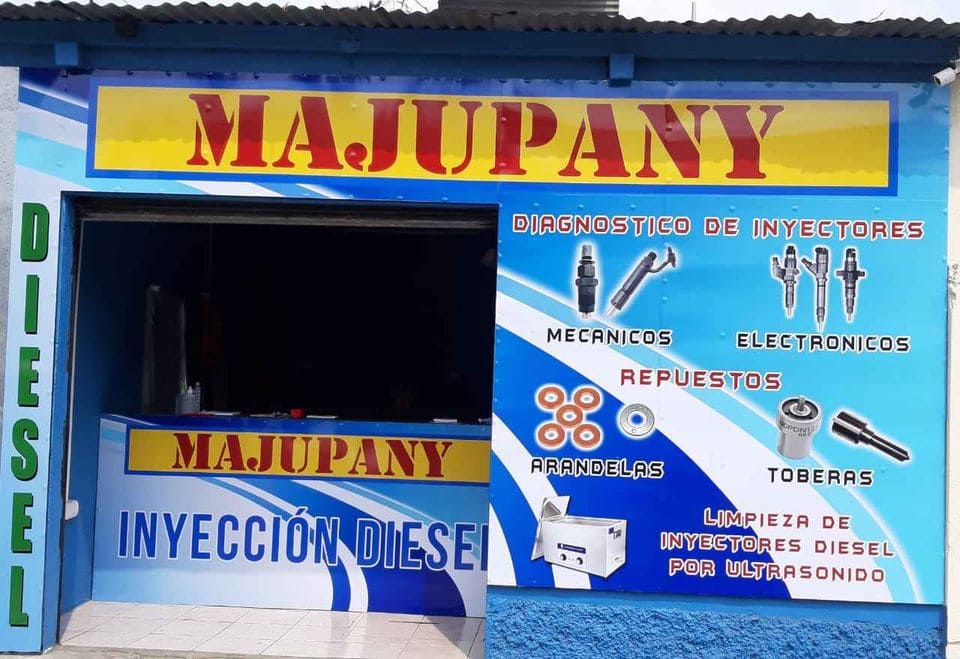 MAJUPANY
DIESEL
DIAGNOSTICO DE INYECTORES
MECANICOS
ELECTRONICOS
REPUESTOS
ARANDELAS
TOBERAS
LIMPIEZA DE
INYECTORES DIESEL
POR ULTRASONIDO
MAJUPANY
INYECCIÓN DIESEL